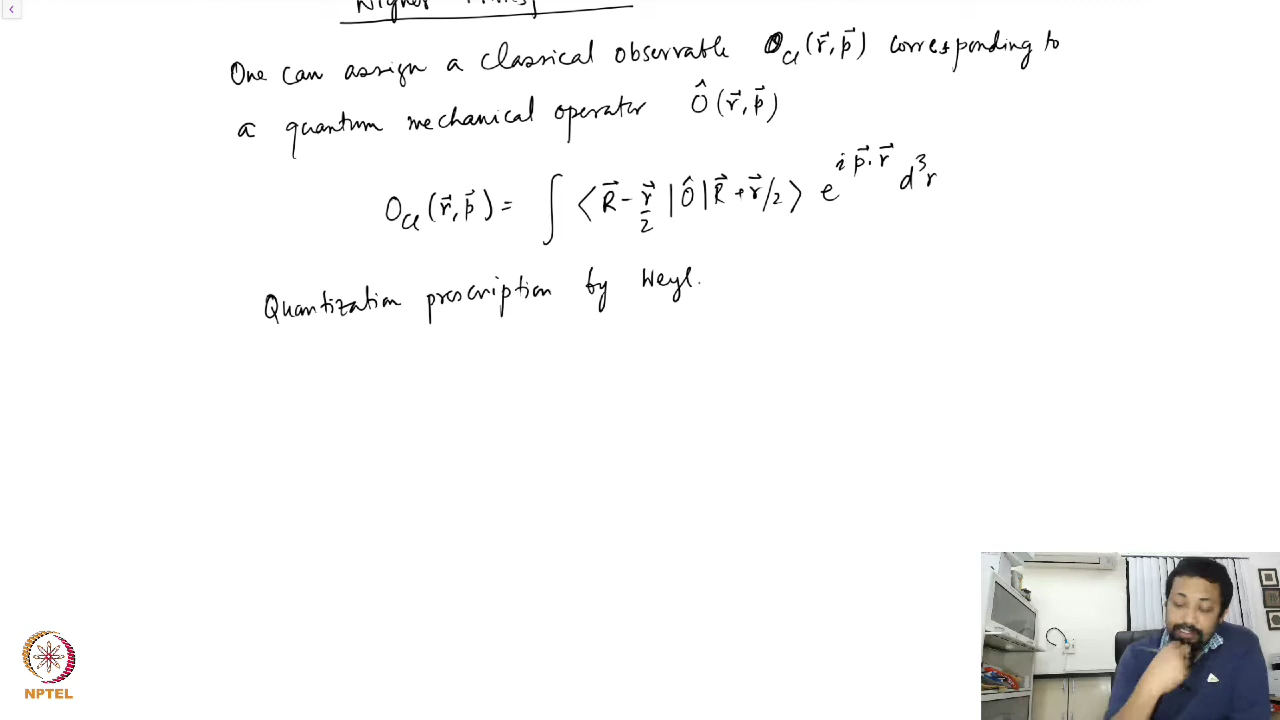 One can assign a classical observable O_cl(r⃗, p⃗) corresponding to
a quantum mechanical operator Ô(r⃗, p⃗)
O_cl(r⃗, p⃗) = ∫ ⟨R⃗ - r⃗/2 | Ô | R⃗ + r⃗/2⟩ e^{i p⃗·r⃗} d³r
Quantization prescription by Weyl.
NPTEL